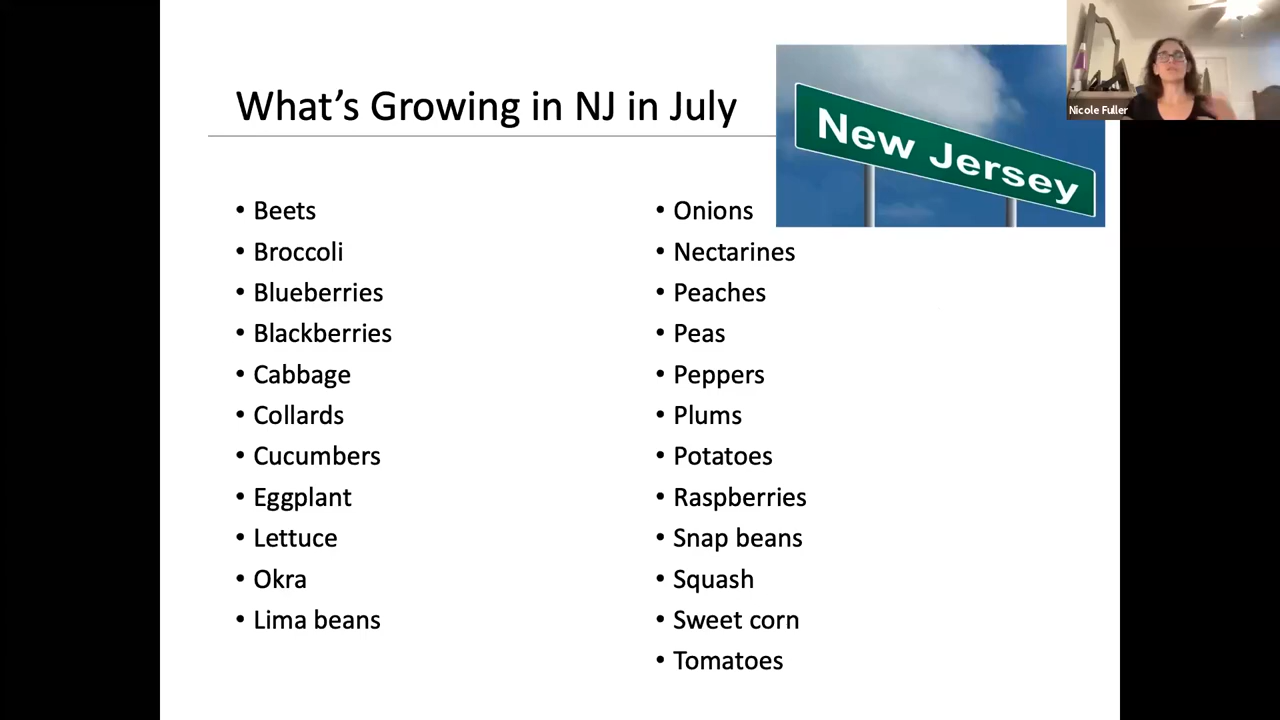 What's Growing in NJ in July
New Jersey
Nicole Fuller
• Beets
• Broccoli
• Blueberries
• Blackberries
• Cabbage
• Collards
• Cucumbers
• Eggplant
• Lettuce
• Okra
• Lima beans
• Onions
• Nectarines
• Peaches
• Peas
• Peppers
• Plums
• Potatoes
• Raspberries
• Snap beans
• Squash
• Sweet corn
• Tomatoes